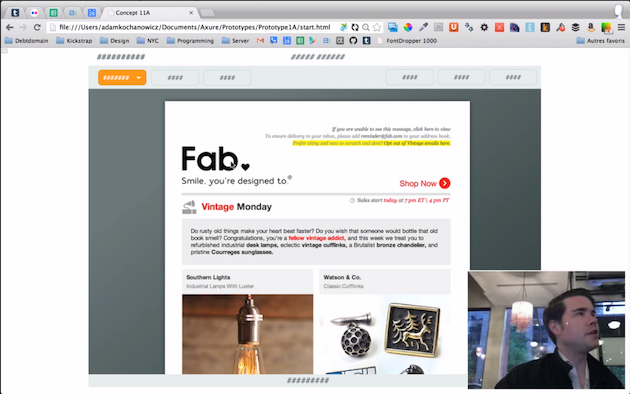 Concept 11A
file:///Users/adamkochanowicz/Documents/Axure/Prototypes/Prototype1A/start.html
Debtdomain Kickstrap Design NYC Programming Server FontDropper 1000 Autres favoris
########## ##### ######
####### #### #### #### #### ####
If you are unable to see this message, click here to view
To ensure delivery to your inbox, please add reminder@fab.com to your address book.
Prefer siting and soa to scratch and dent? Opt out of Vintage emails here.
Fab
Smile, you're designed to.®
Shop Now
Sales start today at 7 pm ET | 4 pm PT
Vintage Monday
Do rusty old things make your heart beat faster? Do you wish that someone would bottle that old
book smell? Congratulations, you're a fellow vintage addict, and this week we treat you to
refurbished industrial desk lamps, eclectic vintage cufflinks, a Brutalist bronze chandelier, and
pristine Courreges sunglasses.
Southern Lights
Industrial Lamps With Luster
Watson & Co.
Classic Cufflinks
#########